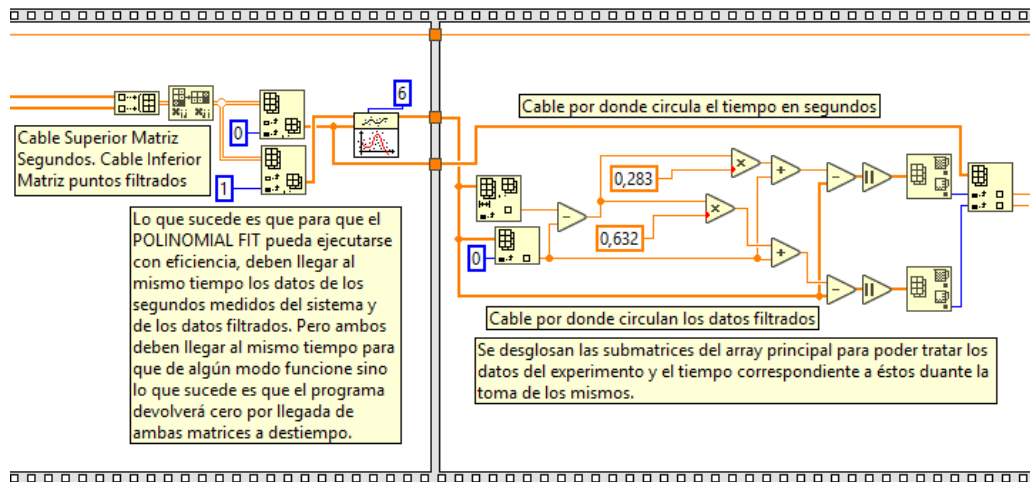 6
Cable por donde circula el tiempo en segundos
0
Cable Superior Matriz
Segundos. Cable Inferior
Matriz puntos filtrados
1
0,283
0,632
0
Lo que sucede es que para que el
POLINOMIAL FIT pueda ejecutarse
con eficiencia, deben llegar al
mismo tiempo los datos de los
segundos medidos del sistema y
de los datos filtrados. Pero ambos
deben llegar al mismo tiempo para
que de algún modo funcione sino
lo que sucede es que el programa
devolverá cero por llegada de
ambas matrices a destiempo.
Cable por donde circulan los datos filtrados
Se desglosan las submatrices del array principal para poder tratar los
datos del experimento y el tiempo correspondiente a éstos duante la
toma de los mismos.